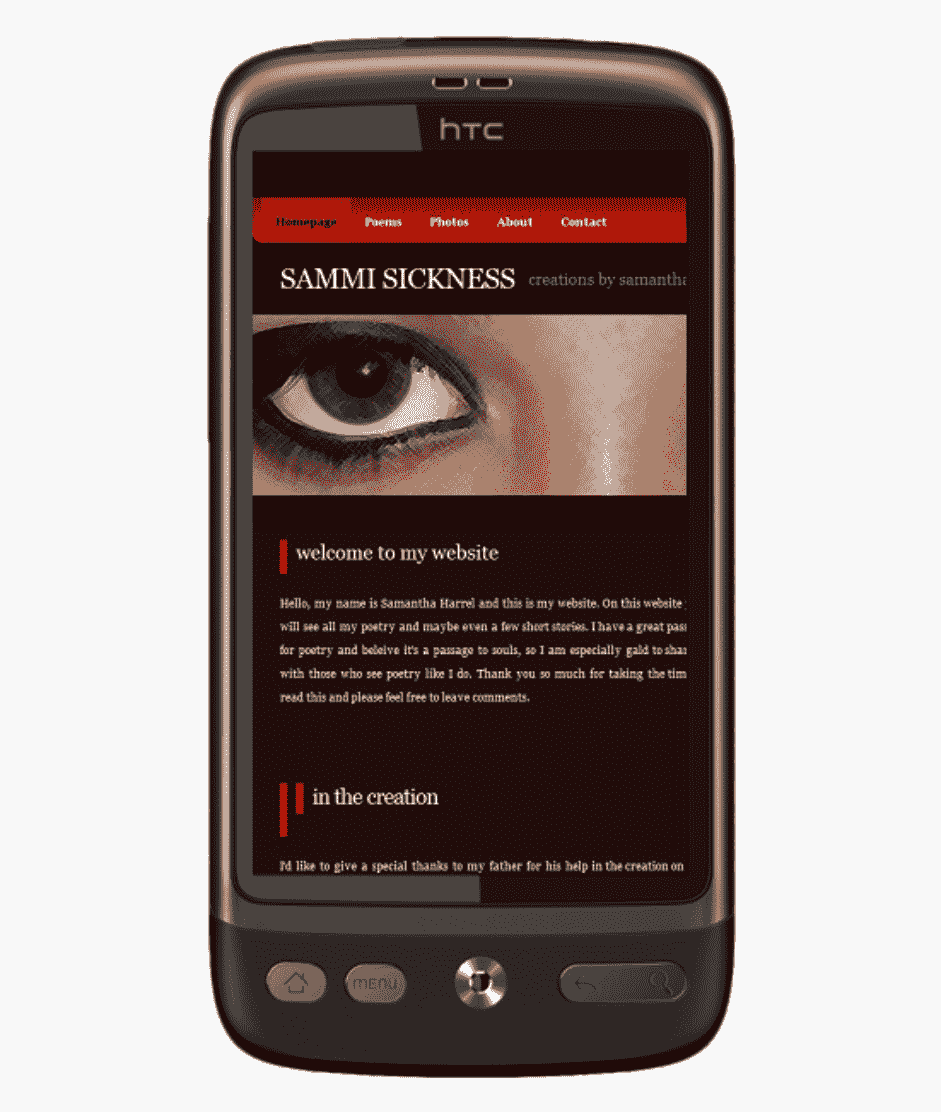 htc
Homepage Poems Photos About Contact
SAMMI SICKNESS creations by samantha
welcome to my website
Hello, my name is Samantha Harrel and this is my website. On this website
will see all my poetry and maybe even a few short stories. I have a great pas
for poetry and beleive it's a passage to souls, so I am especially gald to shar
with those who see poetry like I do. Thank you so much for taking the tim
read this and please feel free to leave comments.
in the creation
I'd like to give a special thanks to my father for his help in the creation on
menu